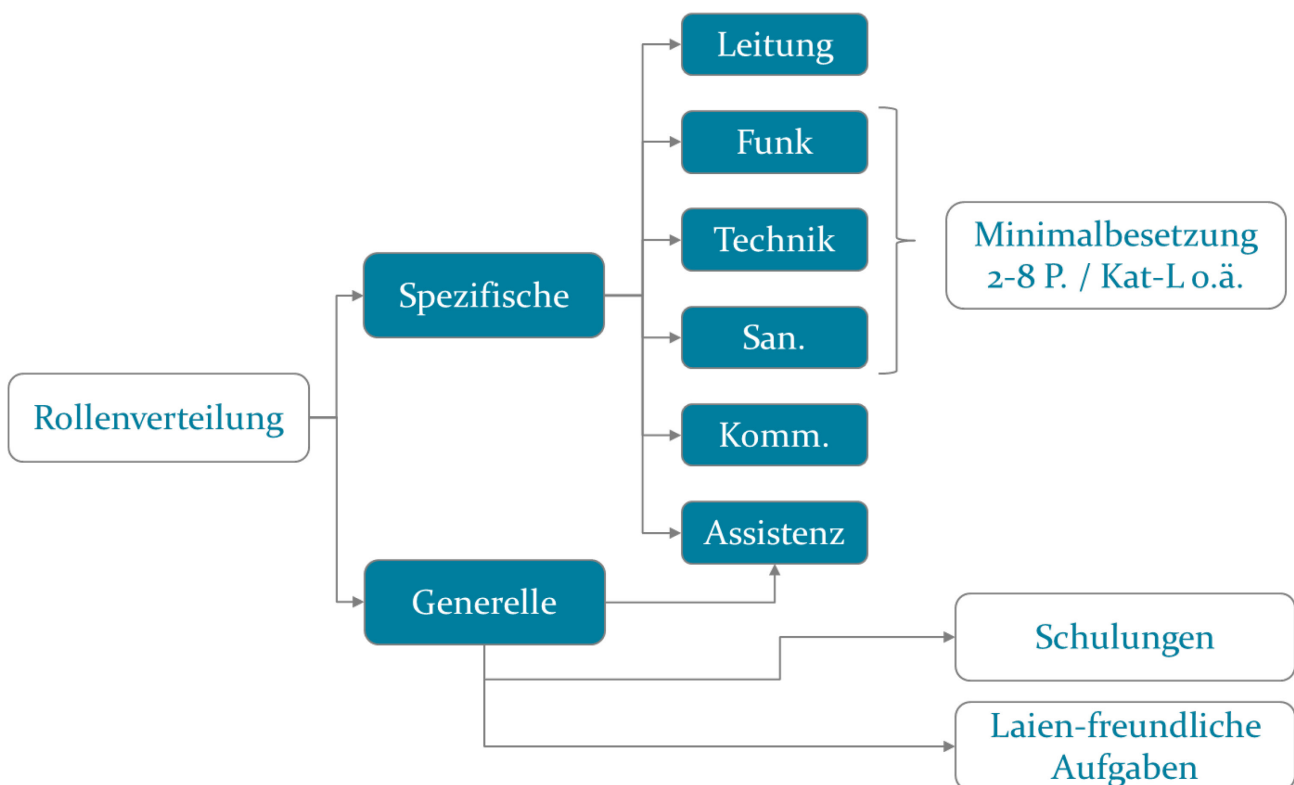 Leitung
Funk
Technik
Minimalbesetzung
2-8 P. / Kat-L o.ä.
Spezifische
San.
Rollenverteilung
Komm.
Assistenz
Generelle
Schulungen
Laien-freundliche
Aufgaben